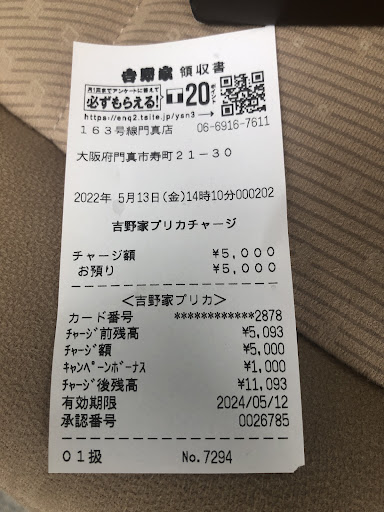 吉野家 領収書
月1回までアンケートに答えて
必ずもらえる! 20ポイント
https://enq2.tsite.jp/ysn3
163号線門真店 06-6916-7611
大阪府門真市寿町21-30
2022年 5月13日(金)14時10分000202
吉野家プリカチャージ
チャージ額 ¥5,000
お預り ¥5,000
<吉野家プリカ>
カード番号 ************2878
ﾁｬｰｼﾞ前残高 ¥5,093
ﾁｬｰｼﾞ額 ¥5,000
ｷｬﾝﾍﾟｰﾝﾎﾞｰﾅｽ ¥1,000
ﾁｬｰｼﾞ後残高 ¥11,093
有効期限 2024/05/12
承認番号 0026785
01扱 No.7294